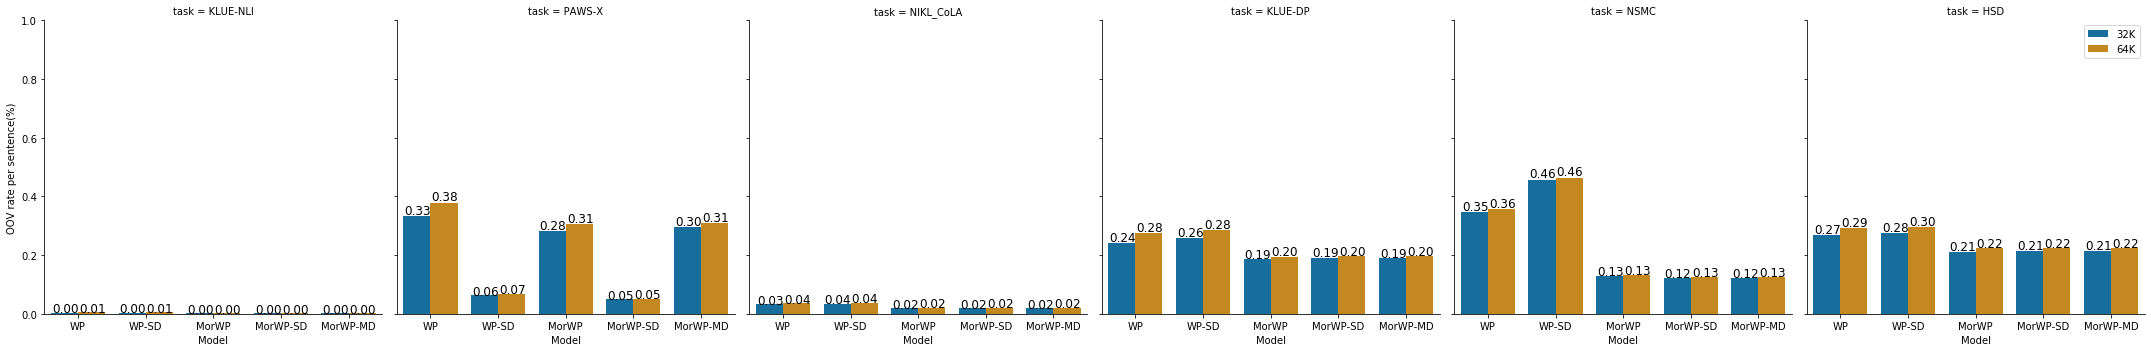 task = KLUE-NLI
task = PAWS-X
task = NIKL_CoLA
task = KLUE-DP
task = NSMC
task = HSD
32K
64K
OOV rate per sentence(%)
1.0
0.8
0.6
0.4
0.2
0.0
0.00 0.01 0.00 0.01 0.00 0.00 0.00 0.00 0.00 0.00
WP WP-SD MorWP MorWP-SD MorWP-MD
Model
0.33 0.38 0.06 0.07 0.28 0.31 0.05 0.05 0.30 0.31
WP WP-SD MorWP MorWP-SD MorWP-MD
Model
0.03 0.04 0.04 0.04 0.02 0.02 0.02 0.02 0.02 0.02
WP WP-SD MorWP MorWP-SD MorWP-MD
Model
0.24 0.28 0.26 0.28 0.19 0.20 0.19 0.20 0.19 0.20
WP WP-SD MorWP MorWP-SD MorWP-MD
Model
0.35 0.36 0.46 0.46 0.13 0.13 0.12 0.13 0.12 0.13
WP WP-SD MorWP MorWP-SD MorWP-MD
Model
0.27 0.29 0.28 0.30 0.21 0.22 0.21 0.22 0.21 0.22
WP WP-SD MorWP MorWP-SD MorWP-MD
Model